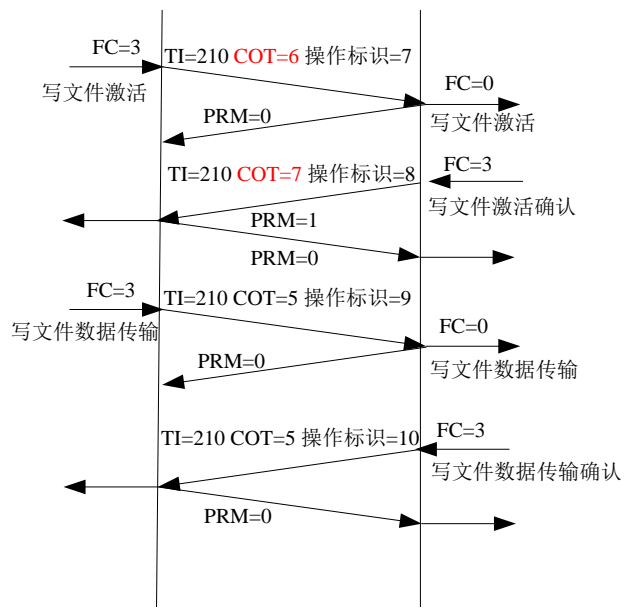 FC=3
TI=210 COT=6 操作标识=7
写文件激活
FC=0
PRM=0
写文件激活
TI=210 COT=7 操作标识=8
FC=3
写文件激活确认
PRM=1
PRM=0
FC=3
TI=210 COT=5 操作标识=9
写文件数据传输
FC=0
PRM=0
写文件数据传输
TI=210 COT=5 操作标识=10
FC=3
写文件数据传输确认
PRM=0